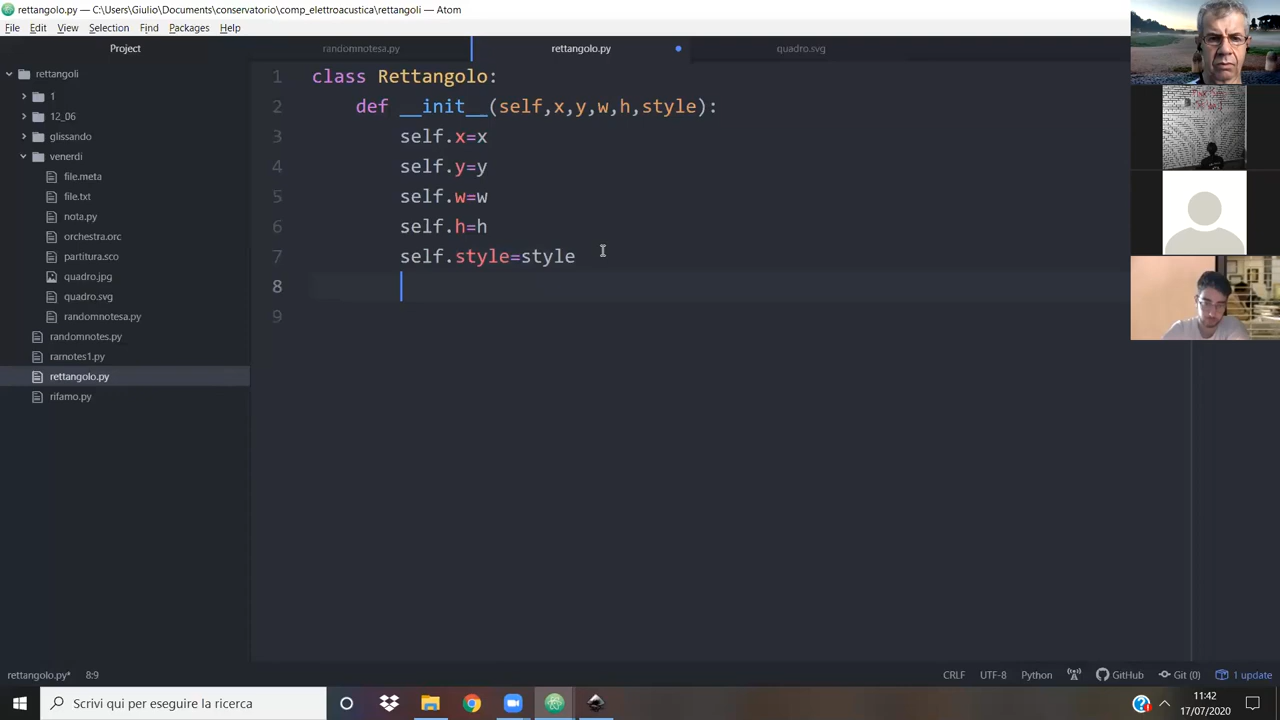 rettangolo.py — C:\Users\Giulio\Documents\conservatorio\comp_elettroacustica\rettangoli — Atom
File Edit View Selection Find Packages Help
Project
randomnotesa.py rettangolo.py quadro.svg
rettangoli
1
12_06
glissando
venerdi
file.meta
file.txt
nota.py
orchestra.orc
partitura.sco
quadro.jpg
quadro.svg
randomnotesa.py
randomnotes.py
rarnotes1.py
rettangolo.py
rifamo.py
1 class Rettangolo:
2 def __init__(self,x,y,w,h,style):
3 self.x=x
4 self.y=y
5 self.w=w
6 self.h=h
7 self.style=style
8
9
rettangolo.py* 8:9 CRLF UTF-8 Python GitHub Git (0) 1 update
Scrivi qui per eseguire la ricerca
11:42
17/07/2020